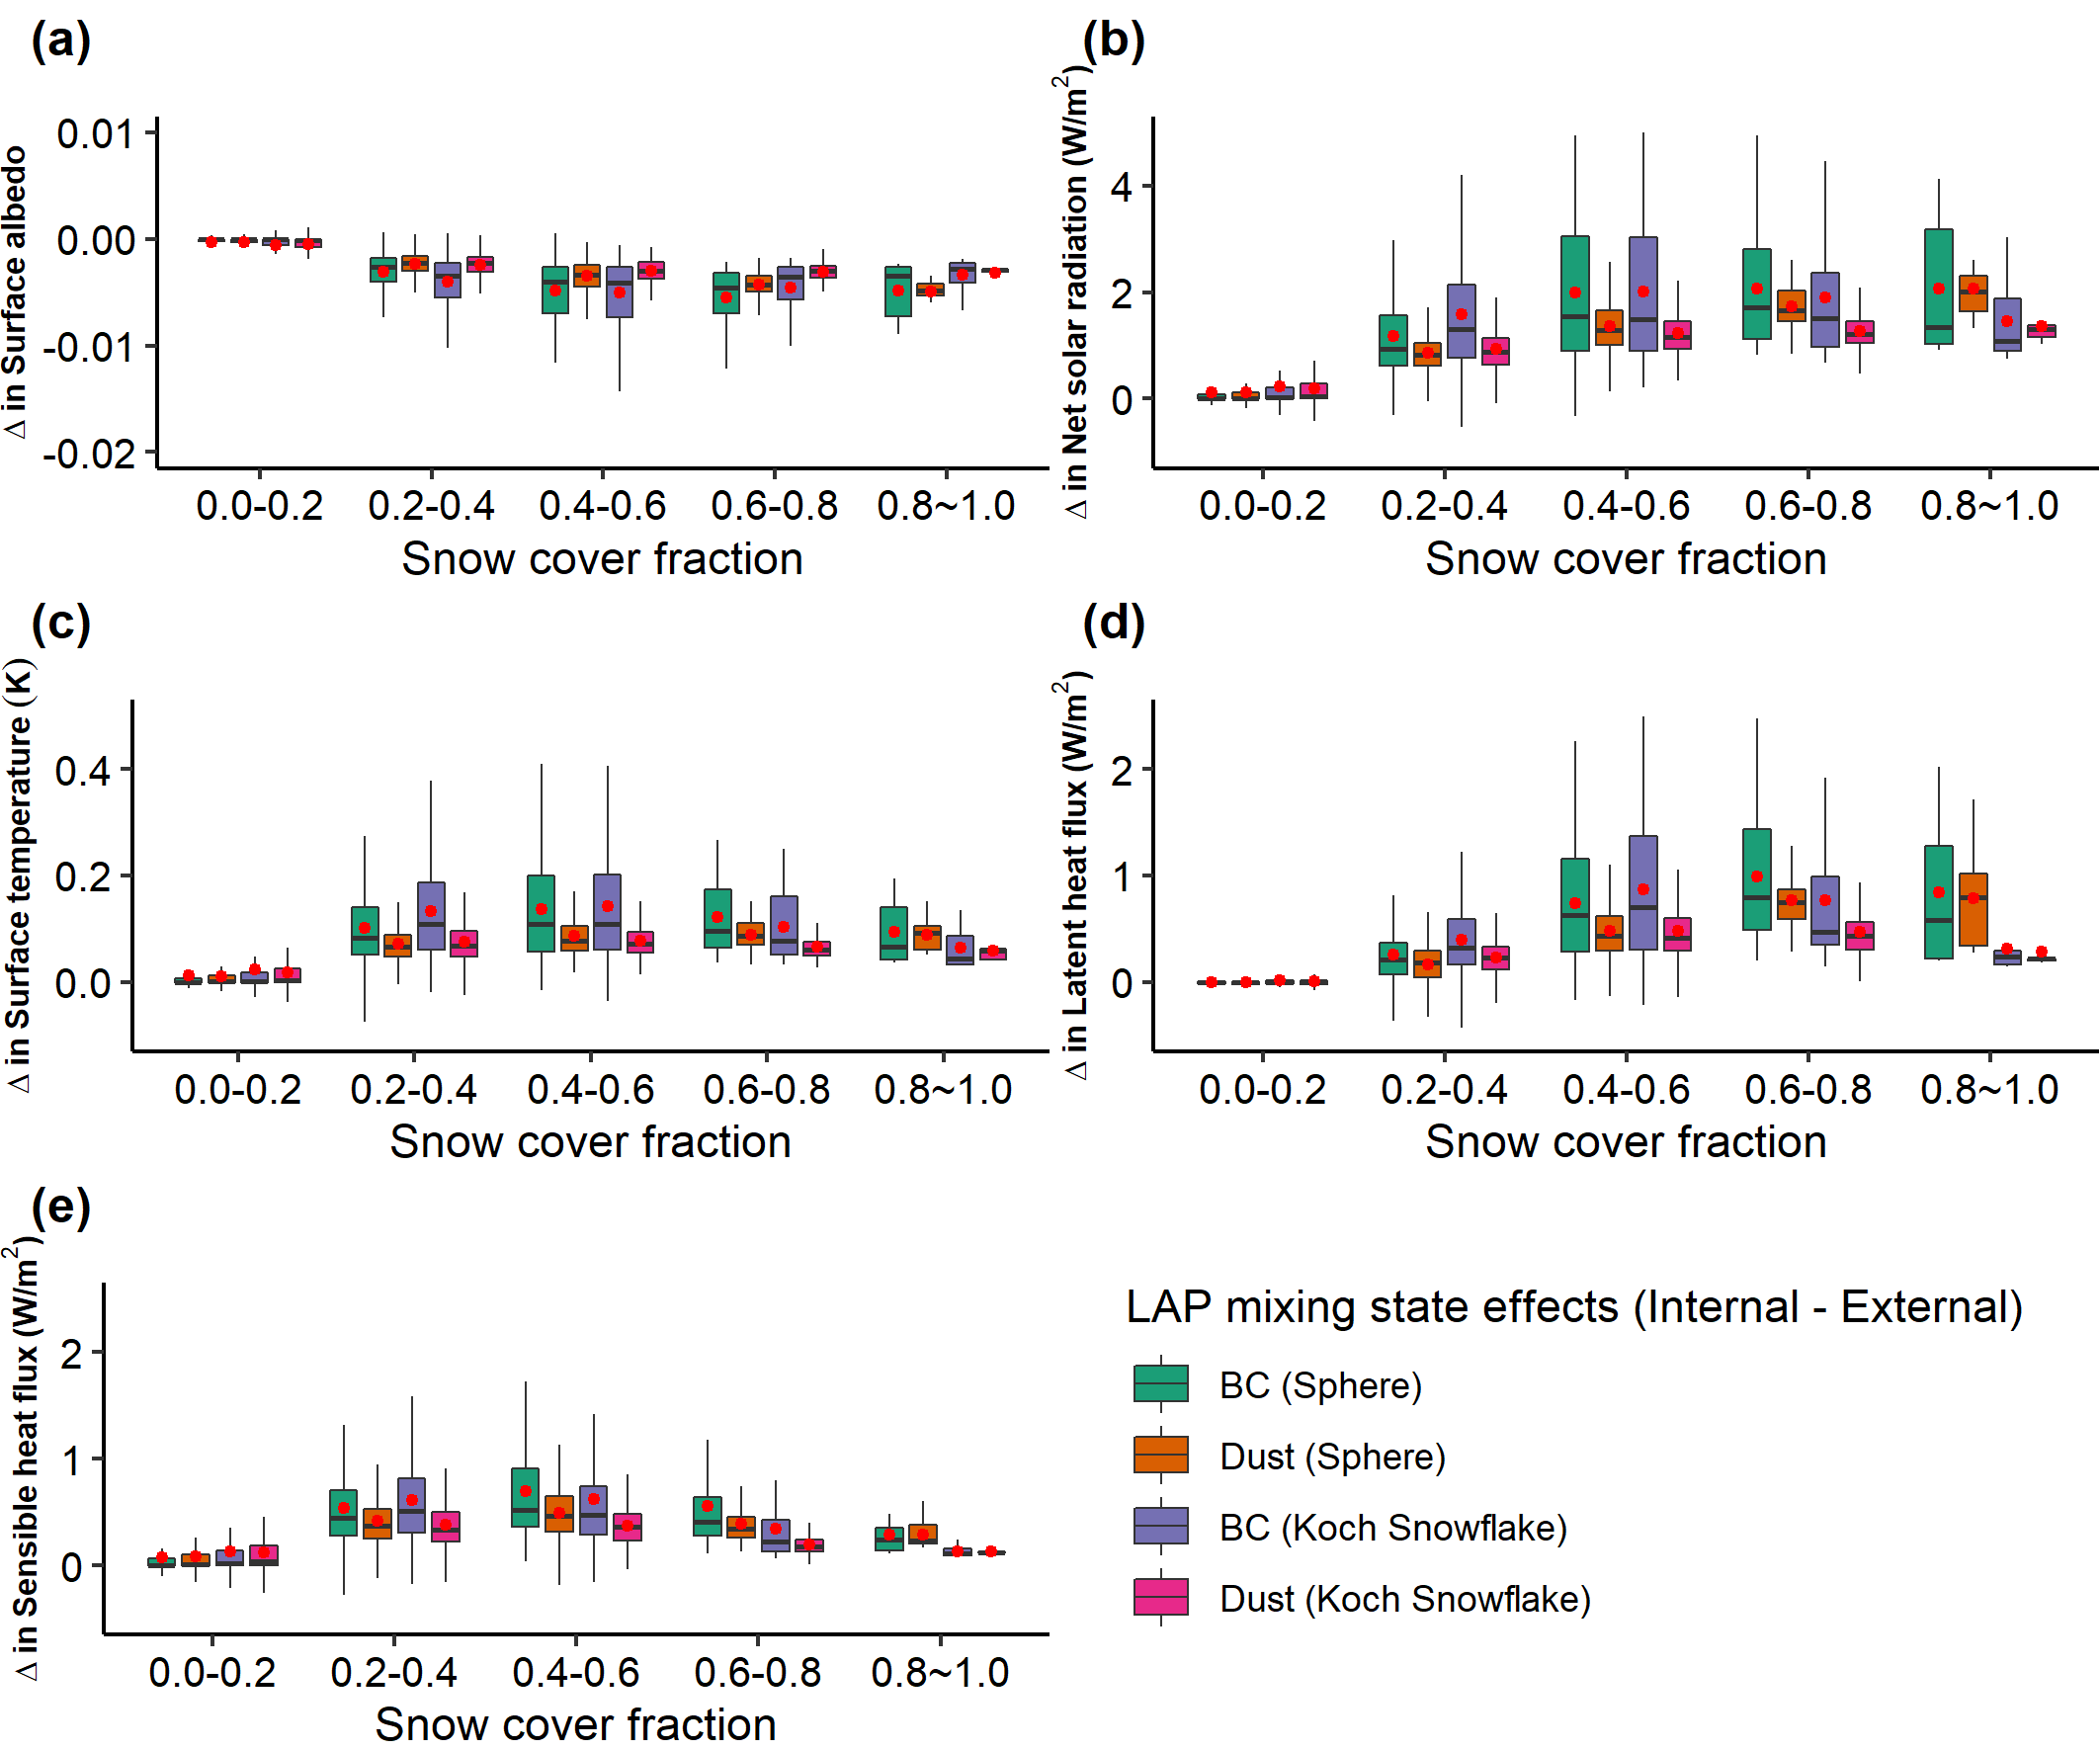 (a)
Δ in Surface albedo
0.01
0.00
-0.01
-0.02
0.0-0.2 0.2-0.4 0.4-0.6 0.6-0.8 0.8~1.0
Snow cover fraction
(b)
Δ in Net solar radiation (W/m²)
4
2
0
0.0-0.2 0.2-0.4 0.4-0.6 0.6-0.8 0.8~1.0
Snow cover fraction
(c)
Δ in Surface temperature (K)
0.4
0.2
0.0
0.0-0.2 0.2-0.4 0.4-0.6 0.6-0.8 0.8~1.0
Snow cover fraction
(d)
Δ in Latent heat flux (W/m²)
2
1
0
0.0-0.2 0.2-0.4 0.4-0.6 0.6-0.8 0.8~1.0
Snow cover fraction
(e)
Δ in Sensible heat flux (W/m²)
2
1
0
0.0-0.2 0.2-0.4 0.4-0.6 0.6-0.8 0.8~1.0
Snow cover fraction
LAP mixing state effects (Internal - External)
BC (Sphere)
Dust (Sphere)
BC (Koch Snowflake)
Dust (Koch Snowflake)